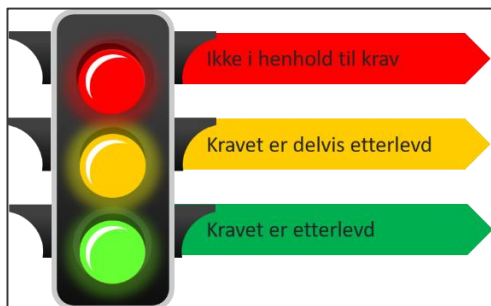 Ikke i henhold til krav
Kravet er delvis etterlevd
Kravet er etterlevd